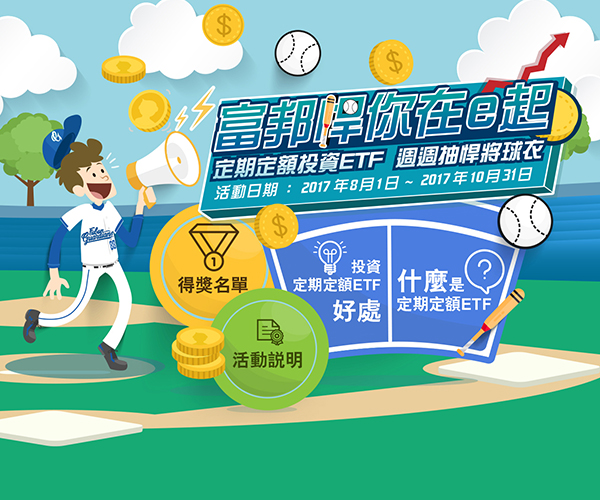 富邦悍你在e起
定期定額投資ETF 週週抽悍將球衣
活動日期：2017年8月1日～2017年10月31日
得獎名單
投資
定期定額ETF
好處
什麼是
定期定額ETF
?
1
活動説明
$
$
$